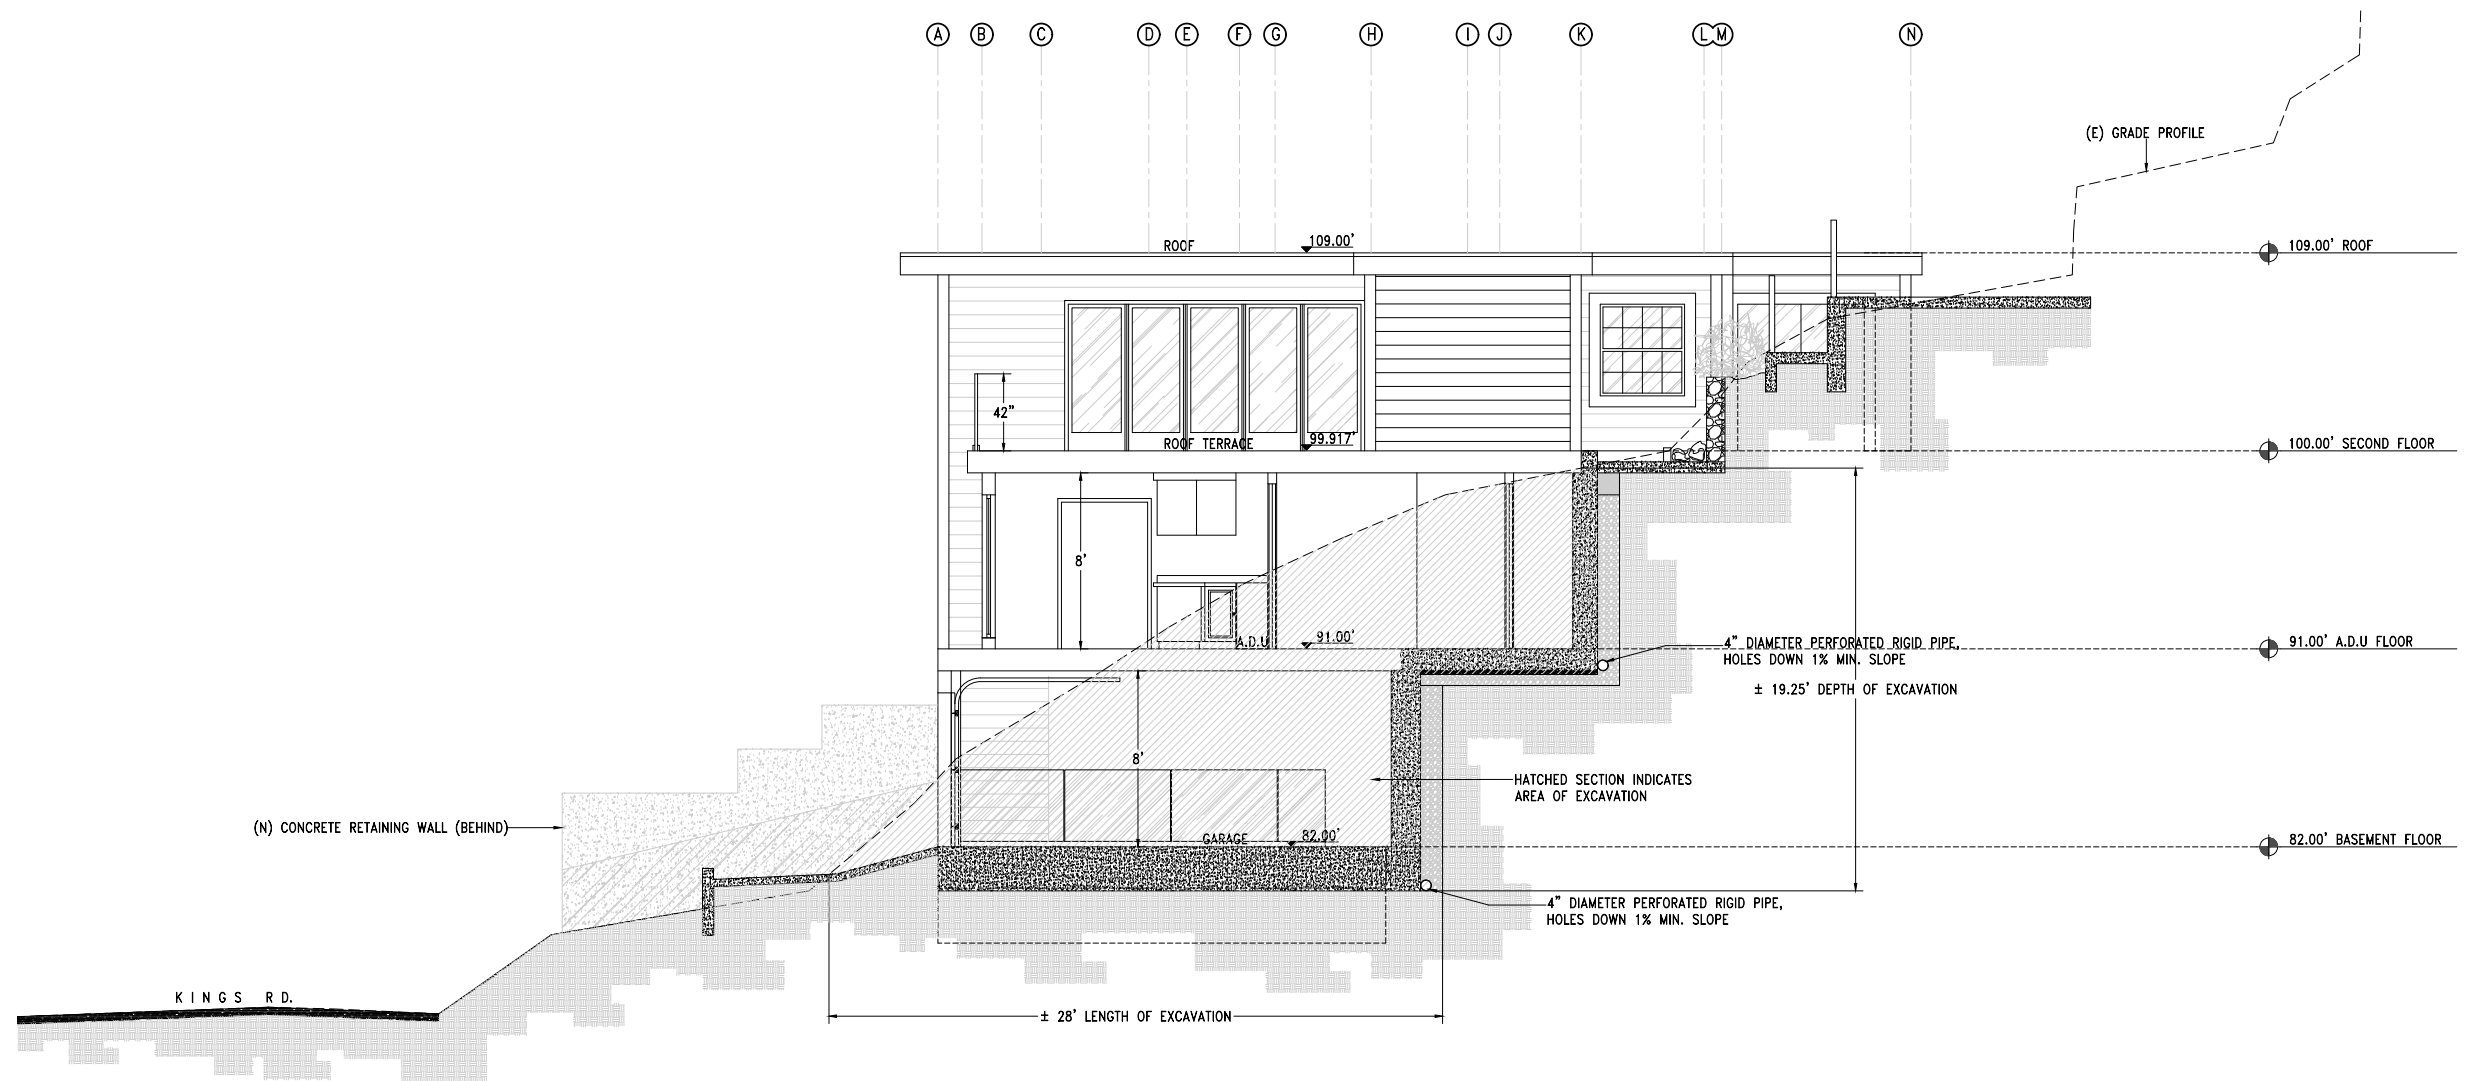 A B C D E F G H I J K L M N
(E) GRADE PROFILE
ROOF 109.00'
109.00' ROOF
42"
ROOF TERRACE 99.917'
100.00' SECOND FLOOR
8'
A.D.U 91.00'
91.00' A.D.U FLOOR
4" DIAMETER PERFORATED RIGID PIPE,
HOLES DOWN 1% MIN. SLOPE
± 19.25' DEPTH OF EXCAVATION
8'
HATCHED SECTION INDICATES
AREA OF EXCAVATION
(N) CONCRETE RETAINING WALL (BEHIND)
GARAGE 82.00'
82.00' BASEMENT FLOOR
4" DIAMETER PERFORATED RIGID PIPE,
HOLES DOWN 1% MIN. SLOPE
KINGS RD.
± 28' LENGTH OF EXCAVATION